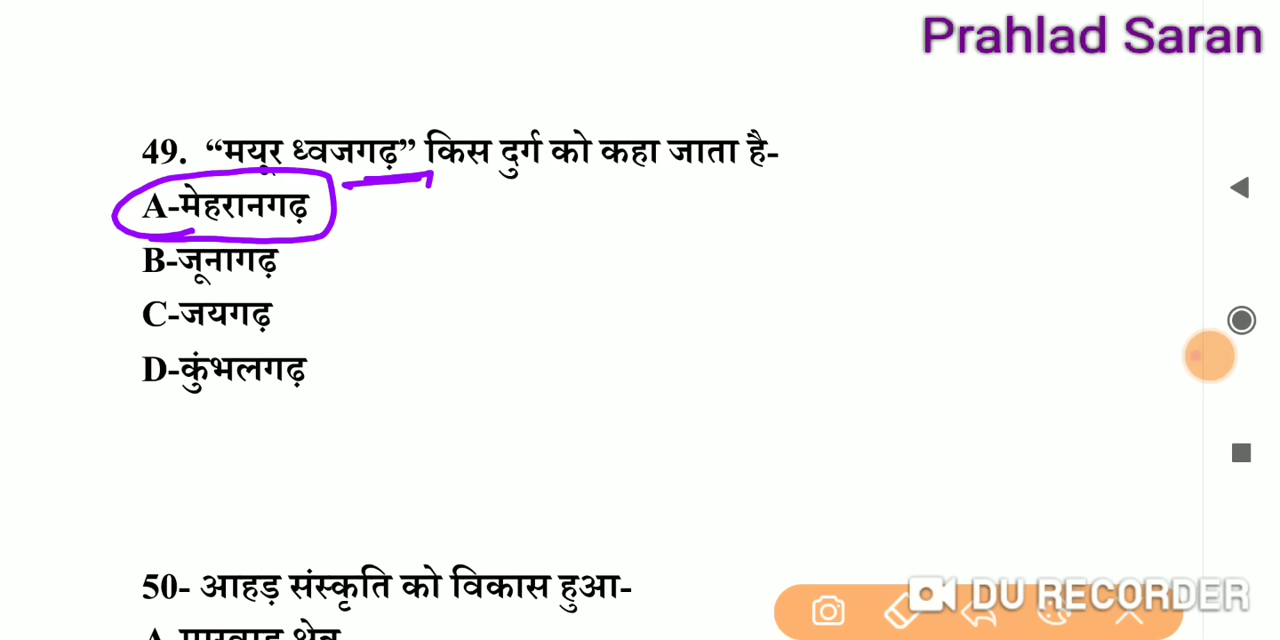 Prahlad Saran
49. “मयूर ध्वजगढ़” किस दुर्ग को कहा जाता है-
A-मेहरानगढ़
B-जूनागढ़
C-जयगढ़
D-कुंभलगढ़
50- आहड़ संस्कृति को विकास हुआ-
DU RECORDER